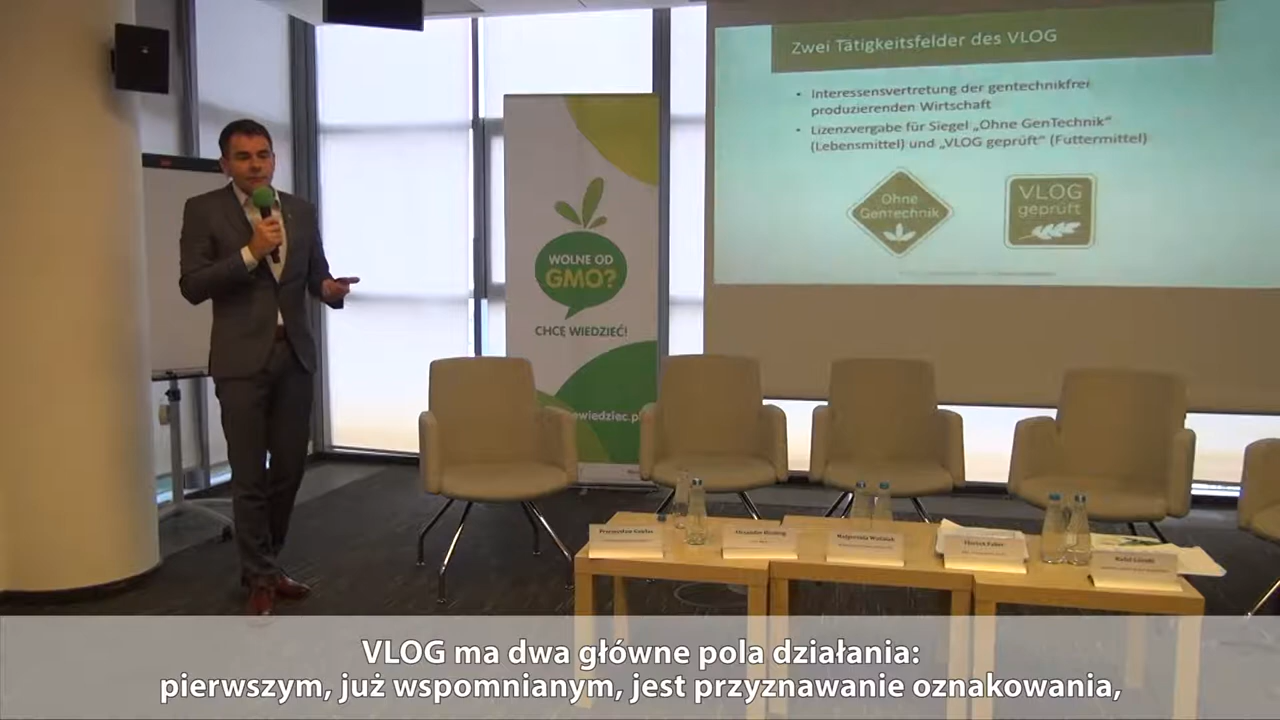 Zwei Tätigkeitsfelder des VLOG
• Interessensvertretung der gentechnikfrei
produzierenden Wirtschaft
• Lizenzvergabe für Siegel „Ohne GenTechnik“
(Lebensmittel) und „VLOG geprüft“ (Futtermittel)
Ohne
Gentechnik
VLOG
geprüft
WOLNE OD
GMO?
CHCĘ WIEDZIEĆ!
Małgorzata
VLOG ma dwa główne pola działania:
pierwszym, już wspomnianym, jest przyznawanie oznakowania,